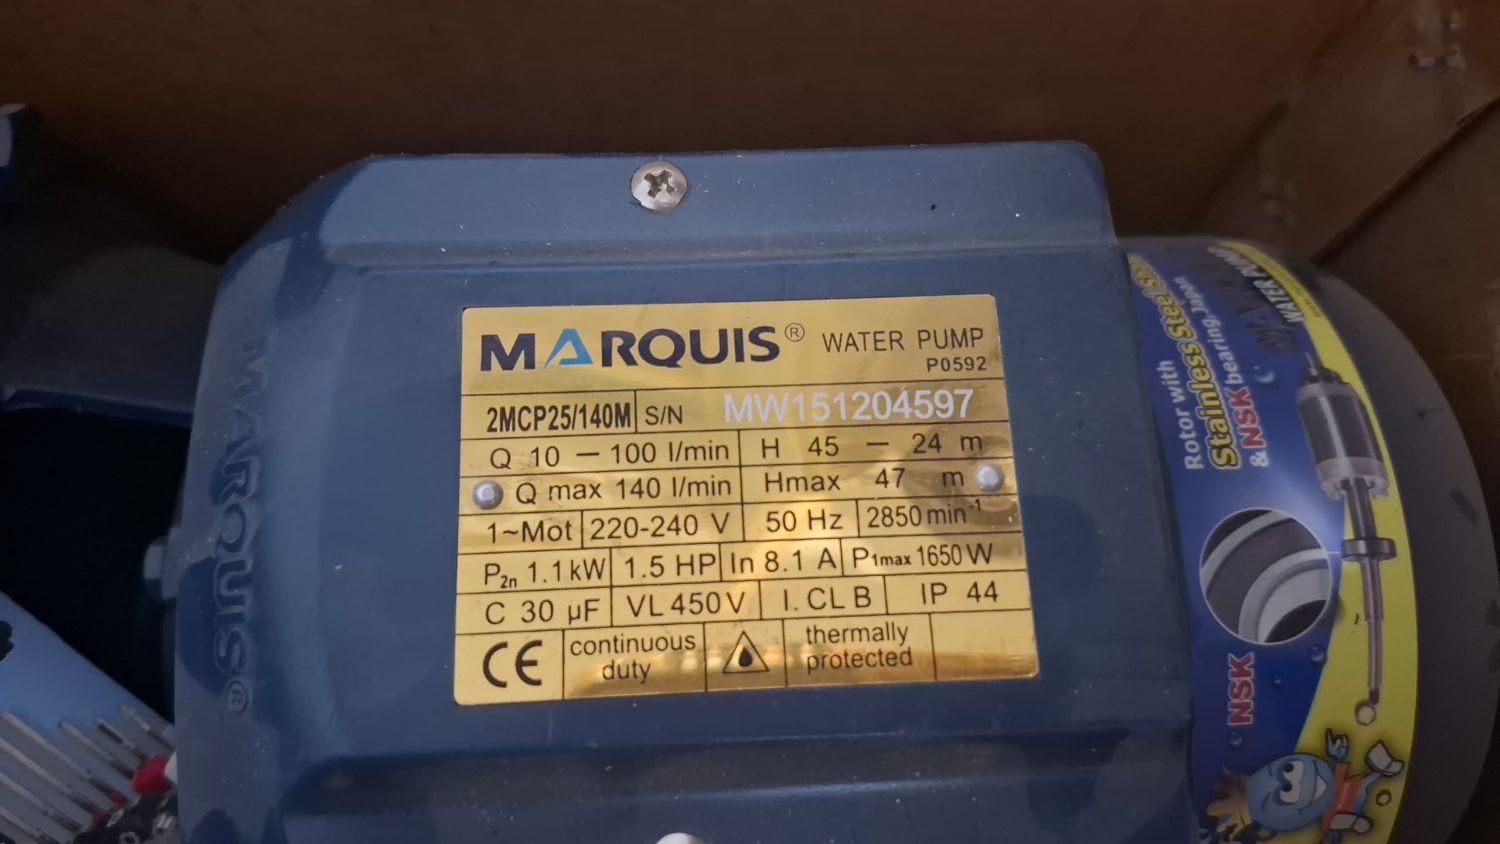 MARQUIS® WATER PUMP
P0592
2MCP25/140M S/N MW151204597
Q 10 — 100 l/min H 45 — 24 m
Q max 140 l/min Hmax 47 m
1~Mot 220-240 V 50 Hz 2850 min⁻¹
P2n 1.1 kW 1.5 HP In 8.1 A P1max 1650 W
C 30 µF VL 450 V I. CL B IP 44
CE continuous duty thermally protected
MARQUIS®
Rotor with
Stainless Steel
& NSK bearing, Japan
WATER PUMP
NSK